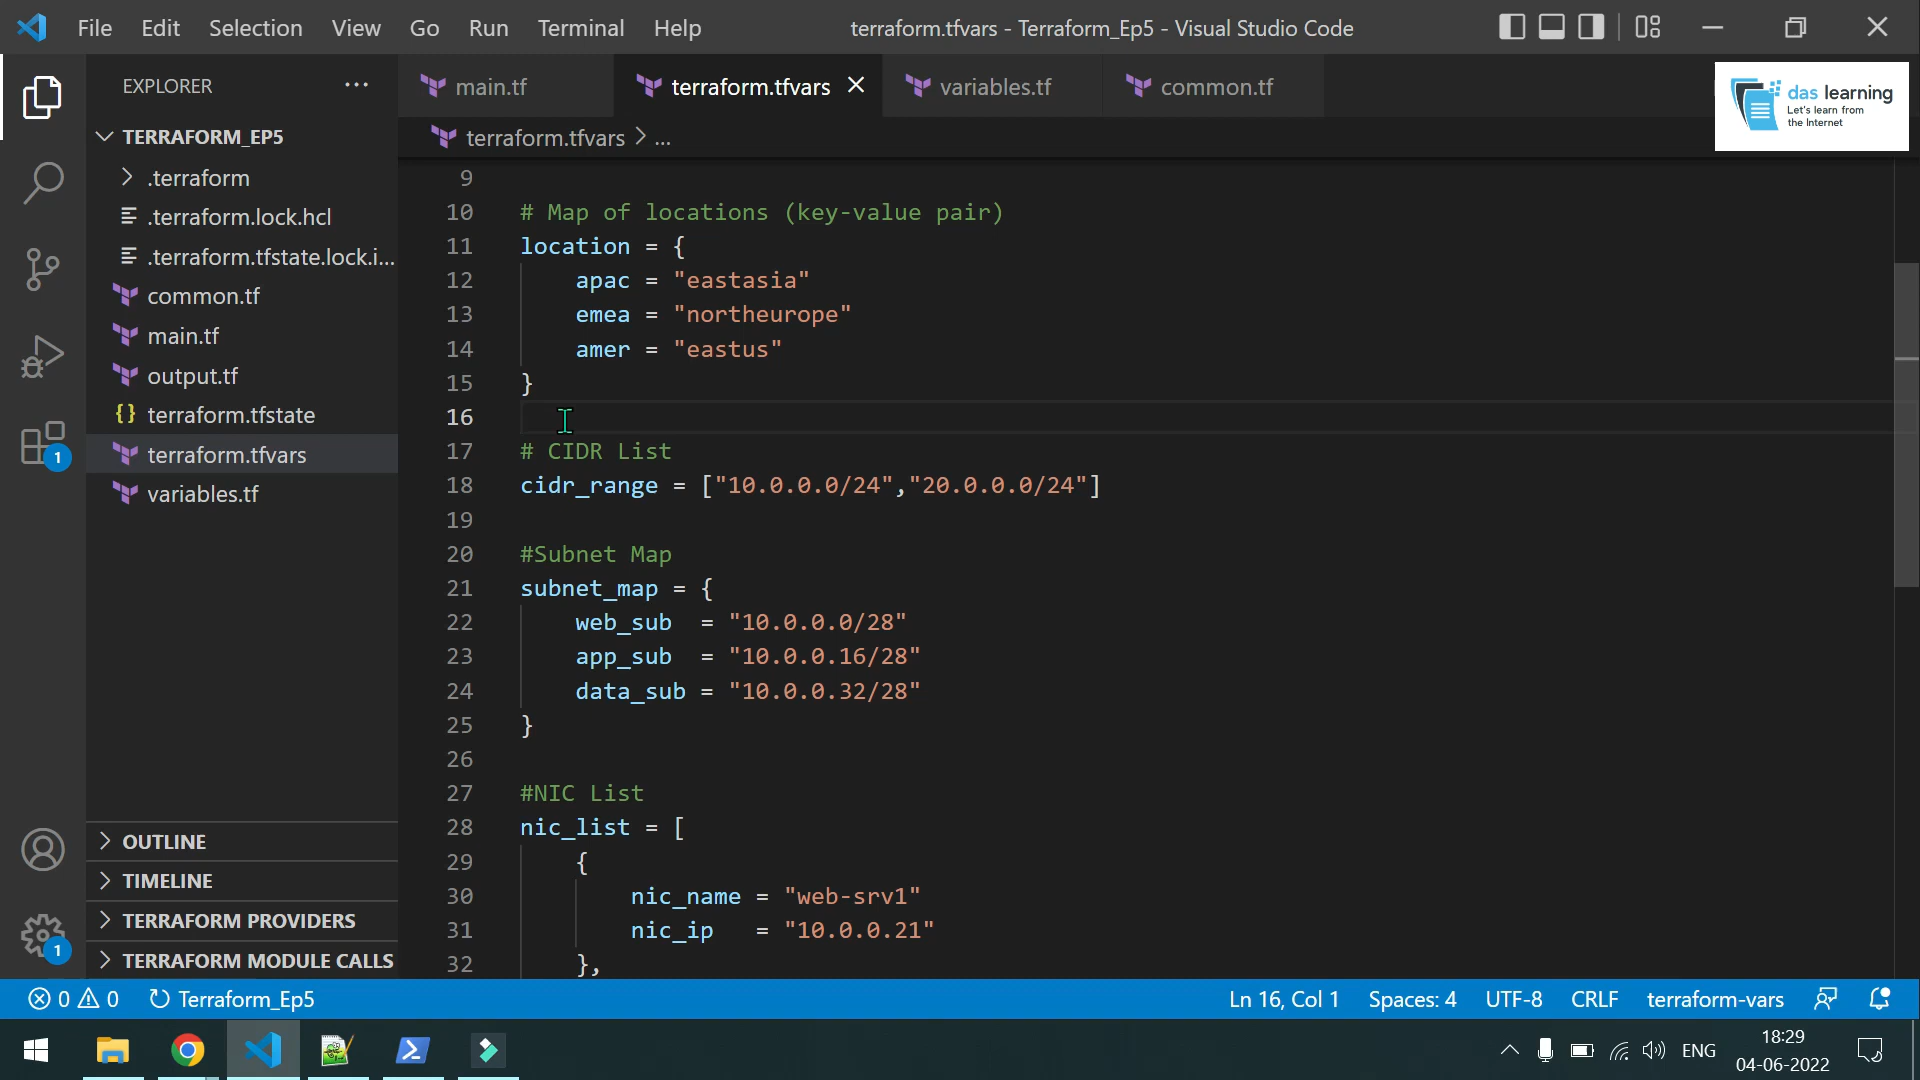 File Edit Selection View Go Run Terminal Help
terraform.tfvars - Terraform_Ep5 - Visual Studio Code
EXPLORER
TERRAFORM_EP5
.terraform
.terraform.lock.hcl
.terraform.tfstate.lock.i...
common.tf
main.tf
output.tf
terraform.tfstate
terraform.tfvars
variables.tf
OUTLINE
TIMELINE
TERRAFORM PROVIDERS
TERRAFORM MODULE CALLS
1
1
main.tf terraform.tfvars variables.tf common.tf
das learning
Let's learn from
the Internet
terraform.tfvars > ...
9
10 # Map of locations (key-value pair)
11 location = {
12 apac = "eastasia"
13 emea = "northeurope"
14 amer = "eastus"
15 }
16
17 # CIDR List
18 cidr_range = ["10.0.0.0/24","20.0.0.0/24"]
19
20 #Subnet Map
21 subnet_map = {
22 web_sub = "10.0.0.0/28"
23 app_sub = "10.0.0.16/28"
24 data_sub = "10.0.0.32/28"
25 }
26
27 #NIC List
28 nic_list = [
29 {
30 nic_name = "web-srv1"
31 nic_ip = "10.0.0.21"
32 },
0 0 Terraform_Ep5
Ln 16, Col 1 Spaces: 4 UTF-8 CRLF terraform-vars
ENG
18:29
04-06-2022